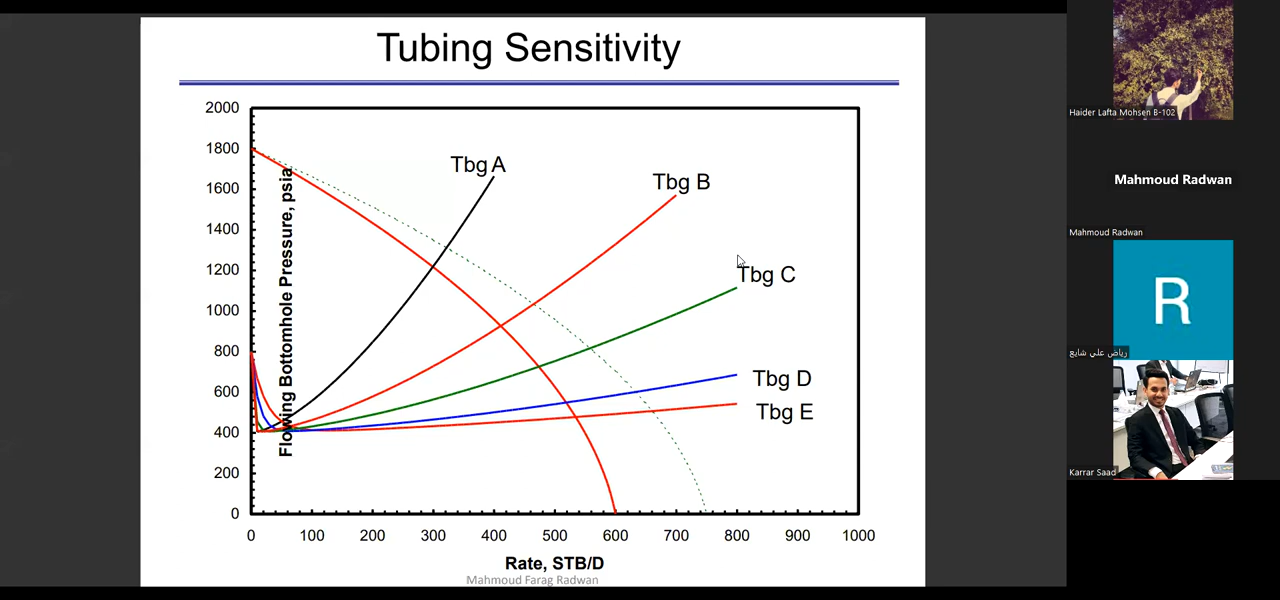 Tubing Sensitivity
2000
1800
1600
1400
1200
1000
800
600
400
200
0
Flowing Bottomhole Pressure, psia
Tbg A
Tbg B
Tbg C
Tbg D
Tbg E
0 100 200 300 400 500 600 700 800 900 1000
Rate, STB/D
Mahmoud Farag Radwan
Haider Lafta Mohsen B-102
Mahmoud Radwan
Mahmoud Radwan
R
رياض علي شايع
Karrar Saad